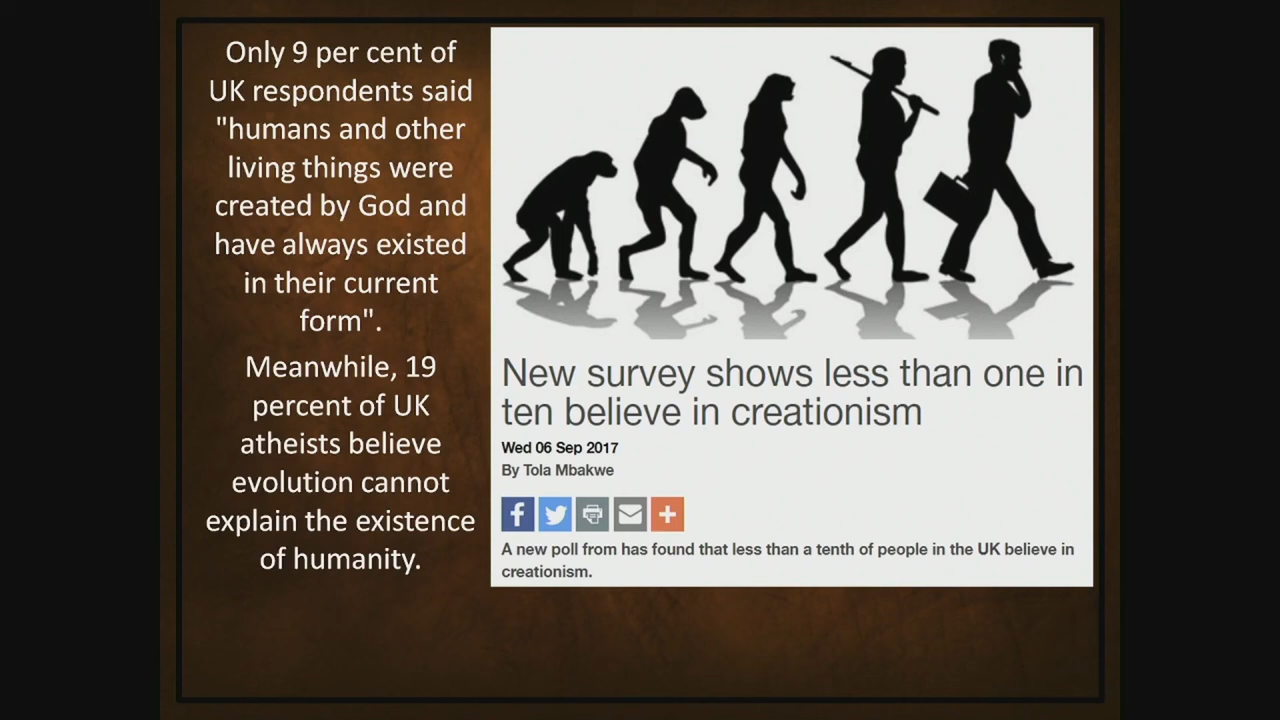 Only 9 per cent of
UK respondents said
"humans and other
living things were
created by God and
have always existed
in their current
form".
Meanwhile, 19
percent of UK
atheists believe
evolution cannot
explain the existence
of humanity.
New survey shows less than one in
ten believe in creationism
Wed 06 Sep 2017
By Tola Mbakwe
A new poll from has found that less than a tenth of people in the UK believe in
creationism.